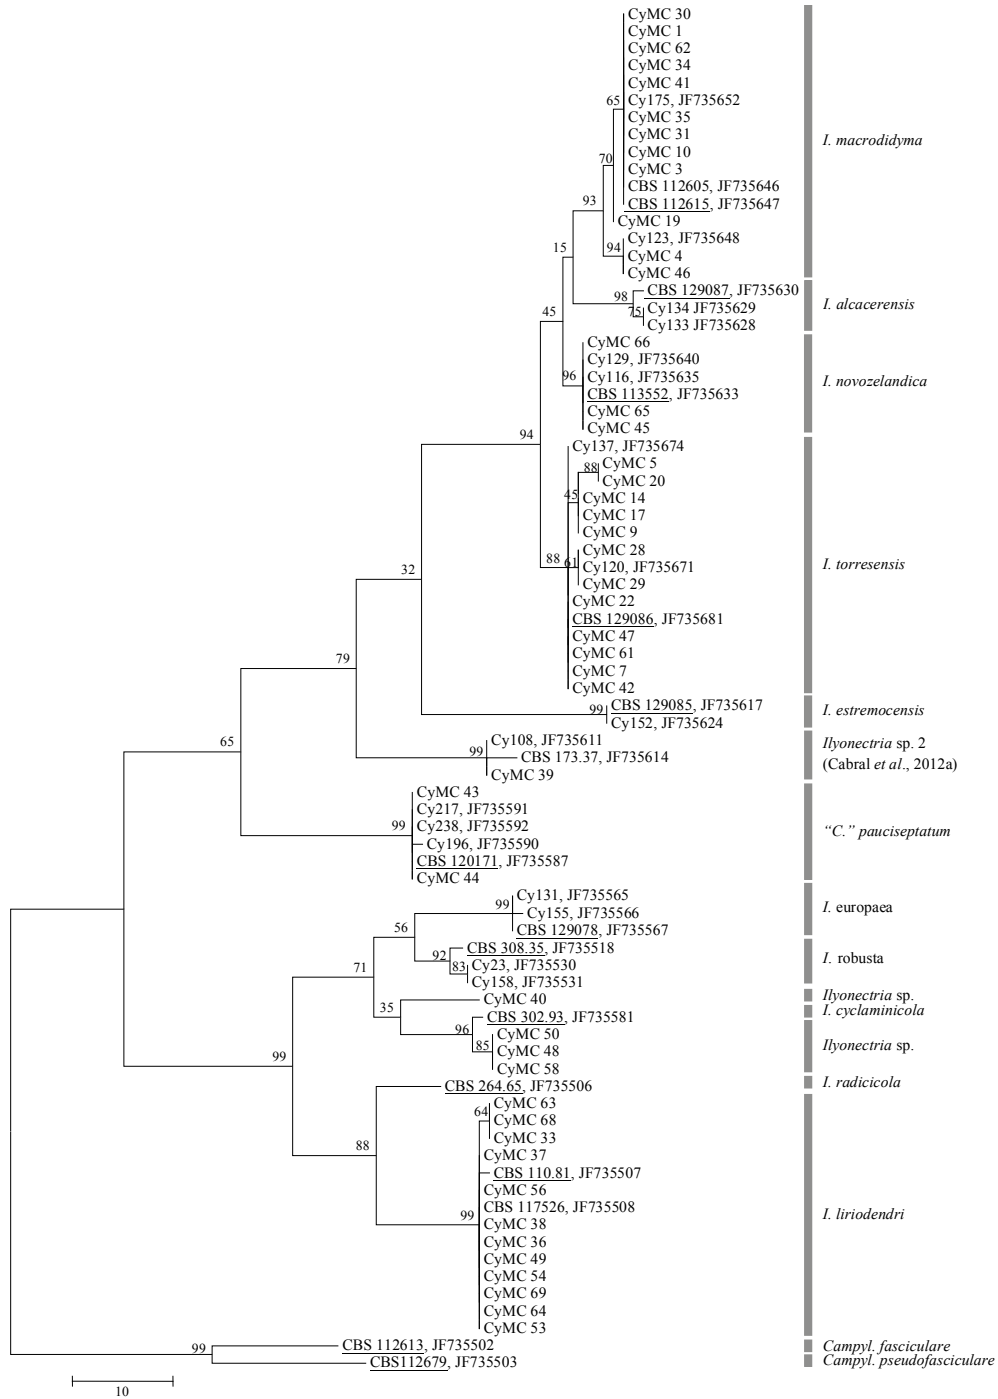 CyMC 30
CyMC 1
CyMC 62
CyMC 34
CyMC 41
65 Cy175, JF735652
CyMC 35
CyMC 31
I. macrodidyma
CyMC 10
70 CyMC 3
CBS 112605, JF735646
93 CBS 112615, JF735647
CyMC 19
Cy123, JF735648
15 94 CyMC 4
CyMC 46
98 CBS 129087, JF735630
75 Cy134 JF735629 I. alcacerensis
45 Cy133 JF735628
CyMC 66
Cy129, JF735640
96 Cy116, JF735635 I. novozelandica
CBS 113552, JF735633
CyMC 65
CyMC 45
94 Cy137, JF735674
88 CyMC 5
CyMC 20
45 CyMC 14
CyMC 17
CyMC 9
CyMC 28
88 61 Cy120, JF735671 I. torresensis
32 CyMC 29
CyMC 22
CBS 129086, JF735681
CyMC 47
79 CyMC 61
CyMC 7
CyMC 42
99 CBS 129085, JF735617 I. estremocensis
Cy152, JF735624
65 Cy108, JF735611 Ilyonectria sp. 2
99 CBS 173.37, JF735614 (Cabral et al., 2012a)
CyMC 39
CyMC 43
Cy217, JF735591
99 Cy238, JF735592 “C.” pauciseptatum
Cy196, JF735590
CBS 120171, JF735587
CyMC 44
Cy131, JF735565
99 Cy155, JF735566 I. europaea
56 CBS 129078, JF735567
92 CBS 308.35, JF735518
71 83 Cy23, JF735530 I. robusta
Cy158, JF735531
35 CyMC 40 Ilyonectria sp.
96 CBS 302.93, JF735581 I. cyclaminicola
CyMC 50
85 CyMC 48 Ilyonectria sp.
99 CyMC 58
CBS 264.65, JF735506 I. radicicola
64 CyMC 63
CyMC 68
CyMC 33
88 CyMC 37
CBS 110.81, JF735507
CyMC 56
99 CBS 117526, JF735508 I. liriodendri
CyMC 38
CyMC 36
CyMC 49
CyMC 54
CyMC 69
CyMC 64
CyMC 53
99 CBS 112613, JF735502 Campyl. fasciculare
CBS112679, JF735503 Campyl. pseudofasciculare
10